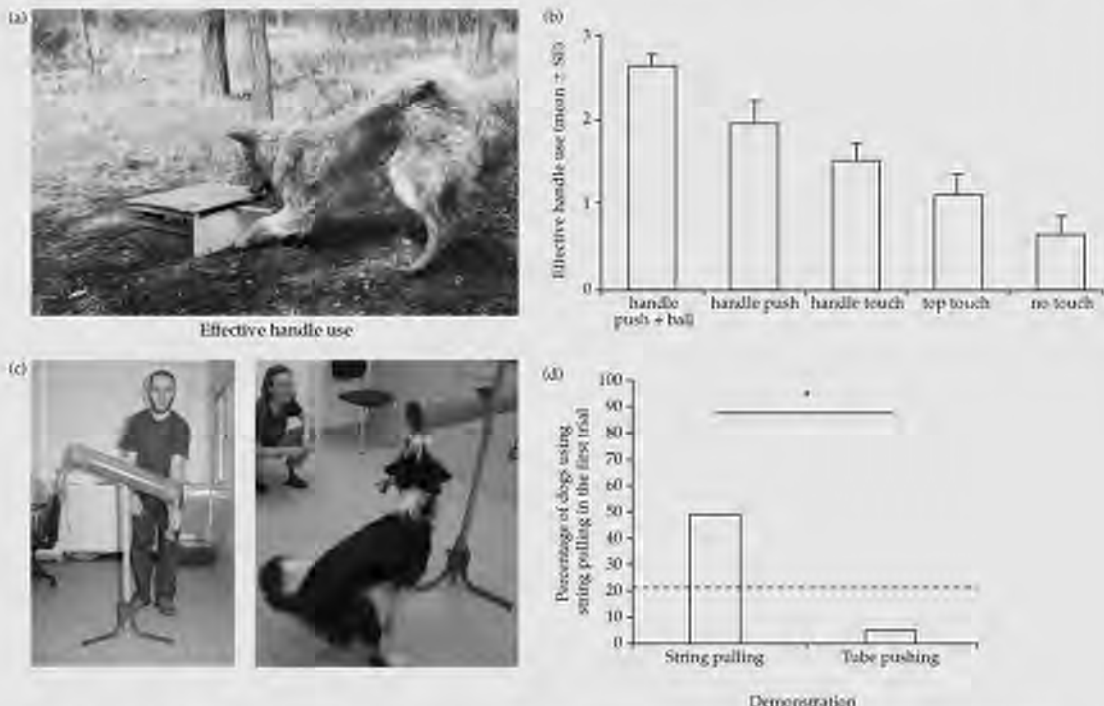 (a)
Effective handle use
(b)
Effective handle use (mean ± SE)
3
2
1
0
handle
push + ball
handle push
handle touch
top touch
no touch
(c)
(d)
Percentage of dogs using
string pulling in the first trial
100
90
80
70
60
50
40
30
20
10
0
*
String pulling
Tube pushing
Demonstration